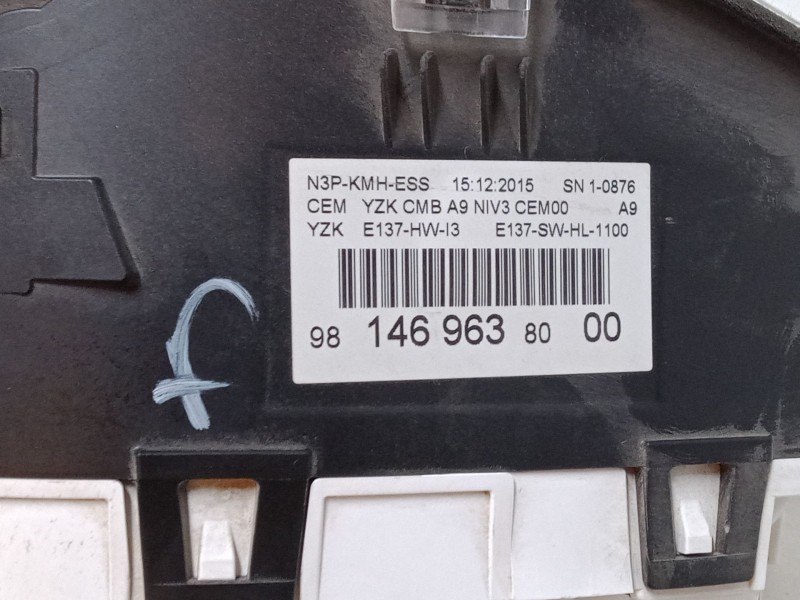 N3P-KMH-ESS 15:12:2015 SN 1-0876
CEM YZK CMB A9 NIV3 CEM00 A9
YZK E137-HW-I3 E137-SW-HL-1100
98 146 963 80 00